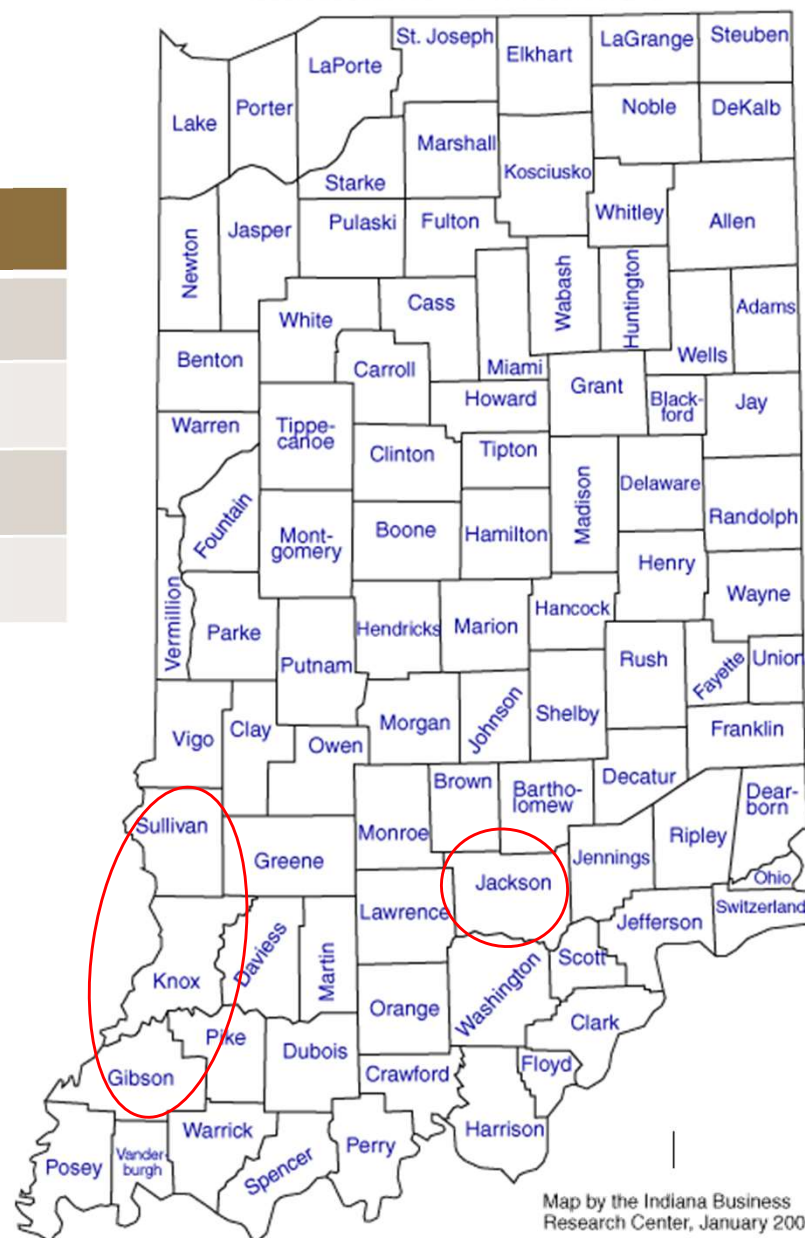 St. Joseph
LaGrange
Steuben
Elkhart
LaPorte
Lake
Porter
Noble
DeKalb
Marshall
Kosciusko
Starke
Newton
Jasper
Pulaski
Fulton
Whitley
Allen
White
Cass
Miami
Wabash
Huntington
Wells
Adams
Benton
Carroll
Howard
Grant
Black-
ford
Jay
Warren
Tippe-
canoe
Clinton
Tipton
Madison
Delaware
Randolph
Fountain
Mont-
gomery
Boone
Hamilton
Henry
Wayne
Vermillion
Parke
Putnam
Hendricks
Marion
Hancock
Rush
Fayette
Union
Vigo
Clay
Owen
Morgan
Johnson
Shelby
Franklin
Sullivan
Greene
Monroe
Brown
Bartho-
lomew
Decatur
Dear-
born
Ripley
Jennings
Ohio
Jackson
Lawrence
Jefferson
Switzerland
Knox
Daviess
Martin
Orange
Washington
Scott
Clark
Gibson
Pike
Dubois
Crawford
Floyd
Harrison
Posey
Vander-
burgh
Warrick
Spencer
Perry
Map by the Indiana Business
Research Center, January 200